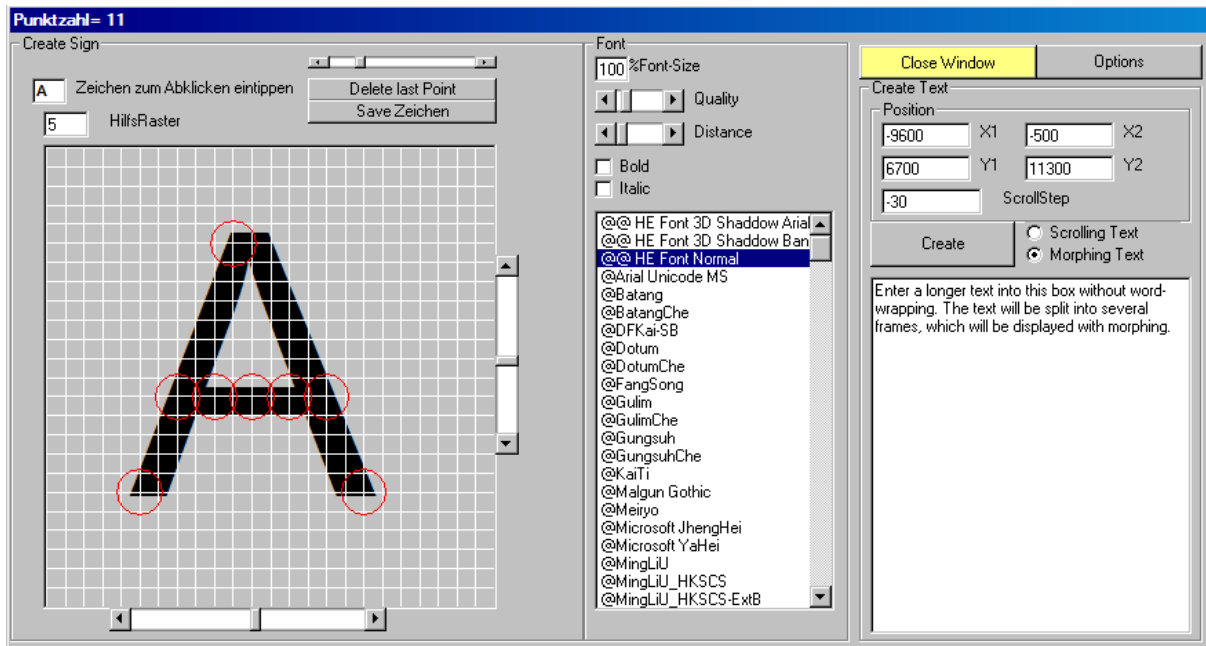 Punktzahl= 11
Create Sign
A
Zeichen zum Abklicken eintippen
Delete last Point
Save Zeichen
5
HilfsRaster
A
Font
100
%Font-Size
Quality
Distance
Bold
Italic
@@ HE Font 3D Shaddow Arial
@@ HE Font 3D Shaddow Ban
@@ HE Font Normal
@Arial Unicode MS
@Batang
@BatangChe
@DFKai-SB
@Dotum
@DotumChe
@FangSong
@Gulim
@GulimChe
@Gungsuh
@GungsuhChe
@KaiTi
@Malgun Gothic
@Meiryo
@Microsoft JhengHei
@Microsoft YaHei
@MingLiU
@MingLiU_HKSCS
@MingLiU_HKSCS-ExtB
Close Window
Options
Create Text
Position
-9600 X1 -500 X2
6700 Y1 11300 Y2
-30 ScrollStep
Create
Scrolling Text
Morphing Text
Enter a longer text into this box without word-
wrapping. The text will be split into several
frames, which will be displayed with morphing.